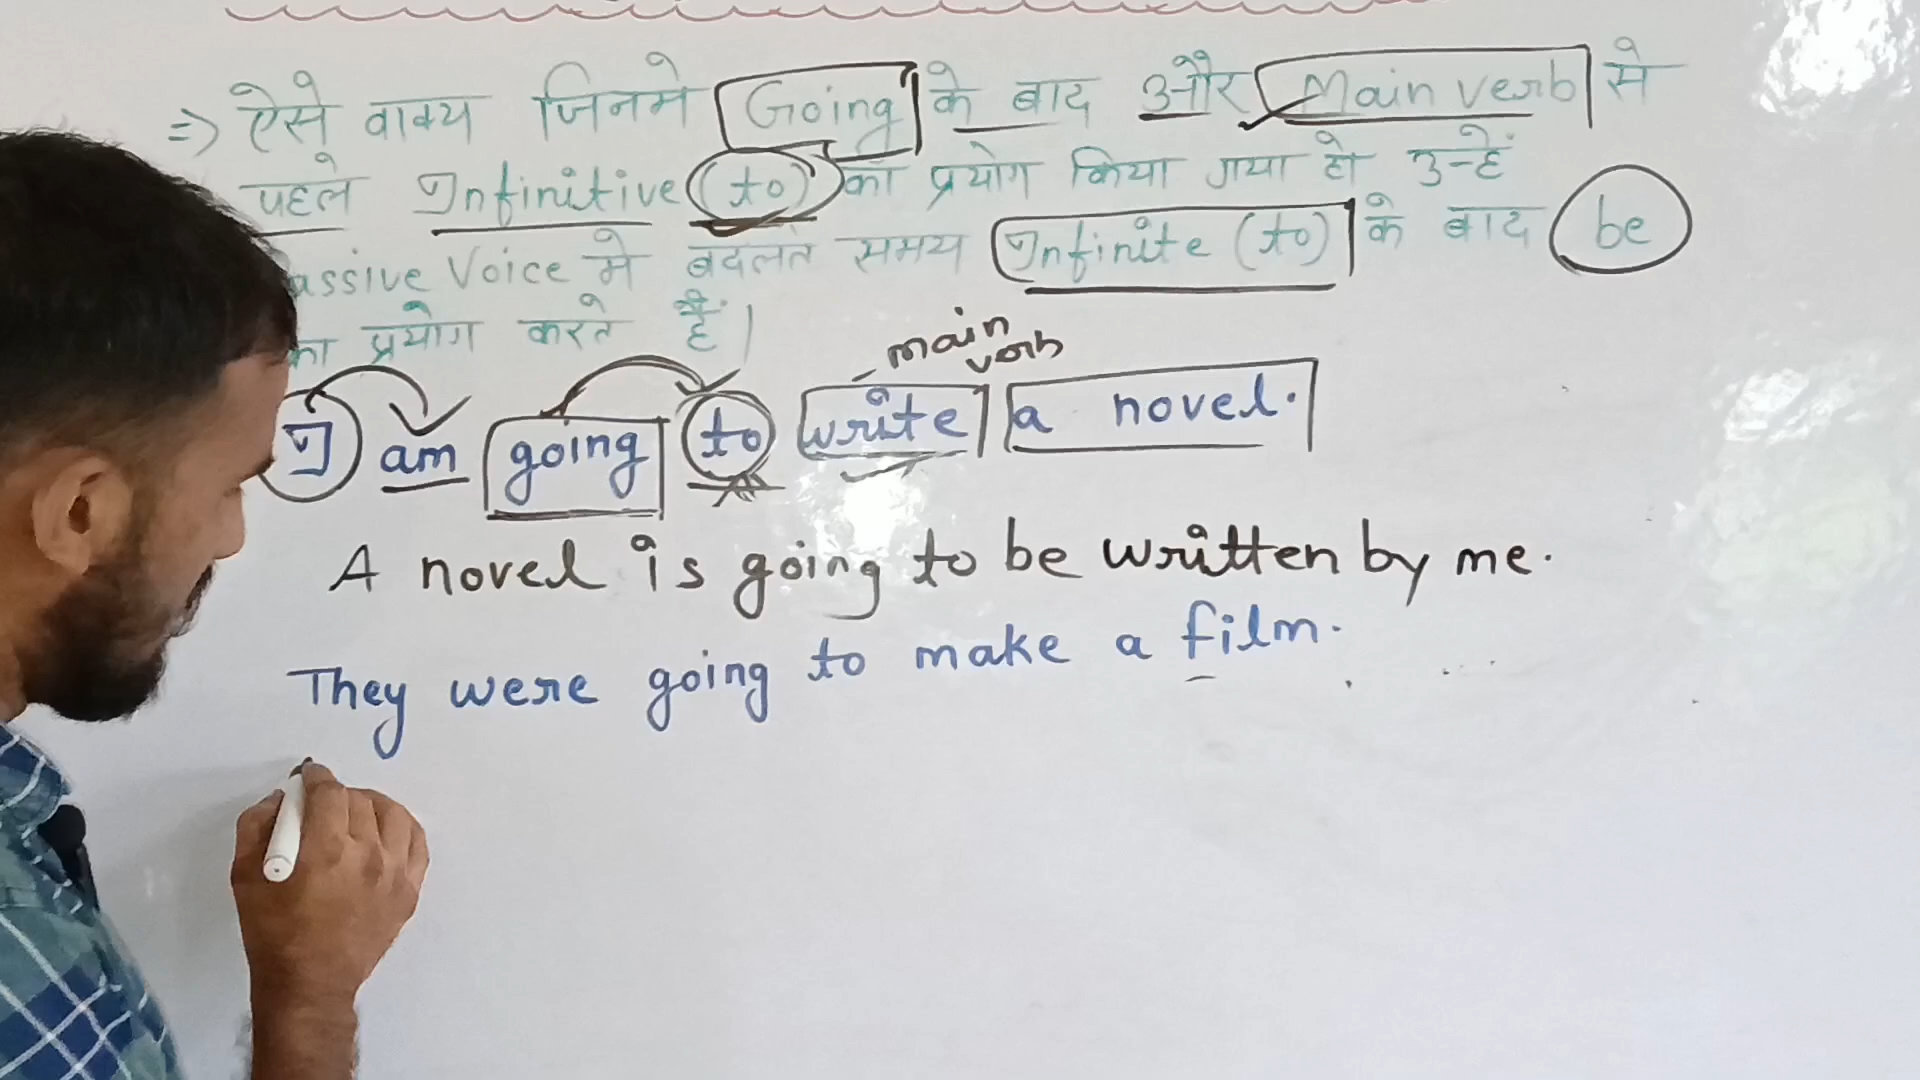 => ऐसे वाक्य जिनमे Going के बाद और Main verb से
पहले Infinitive (to) का प्रयोग किया गया हो उन्हें
assive Voice मे बदलते समय Infinite (to) के बाद be
का प्रयोग करते हैं।
main verb
I am going to write a novel.
A novel is going to be written by me.
They were going to make a film.